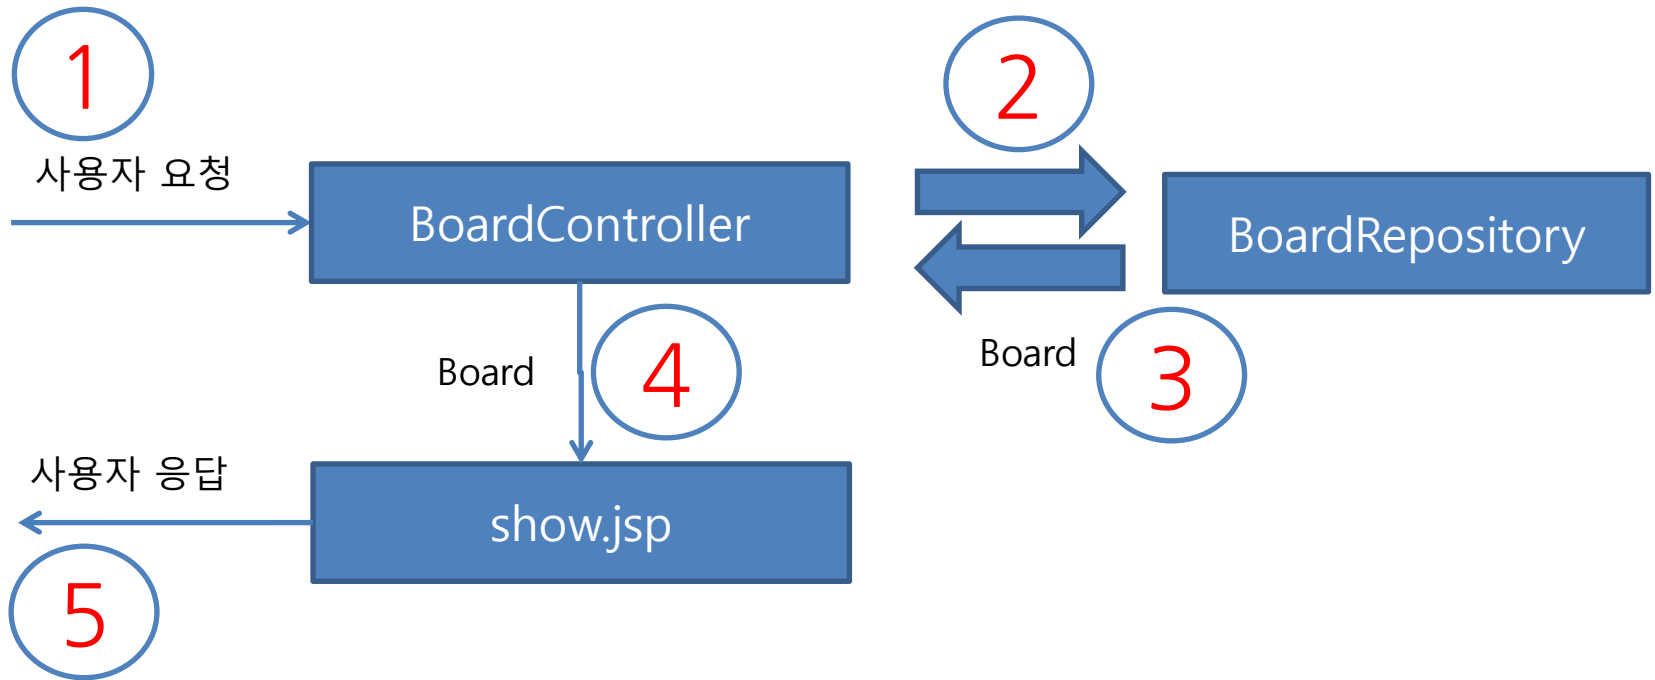 1
2
사용자 요청
BoardController
BoardRepository
Board
4
Board
3
사용자 응답
show.jsp
5